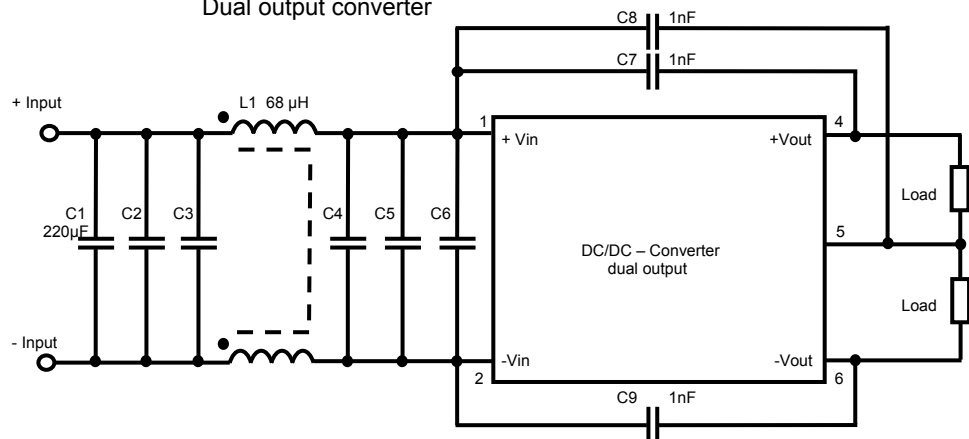 Dual output converter
C8 1nF
C7 1nF
+ Input
L1 68 µH
1
+ Vin
+Vout
4
C1
220µF
C2
C3
C4
C5
C6
DC/DC – Converter
dual output
5
Load
Load
- Input
-Vin
2
-Vout
6
C9 1nF